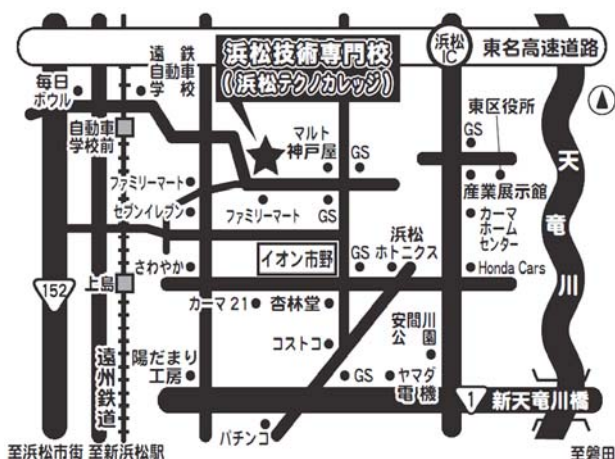 東名高速道路
浜松
IC
浜松技術専門校
（浜松テクノカレッジ）
遠鉄
自動車
学校
毎日
ボウル
自動車
学校前
マルト
神戸屋
GS
GS
東区役所
産業展示館
天竜川
ファミリーマート
セブンイレブン
ファミリーマート
GS
カーマ
ホーム
センター
イオン市野
さわやか
GS
浜松
ホトニクス
Honda Cars
上島
152
カーマ21
杏林堂
安間川
公園
コストコ
遠州鉄道
陽だまり
工房
GS
ヤマダ
電機
1
新天竜川橋
パチンコ
至浜松市街
至新浜松駅
至磐田